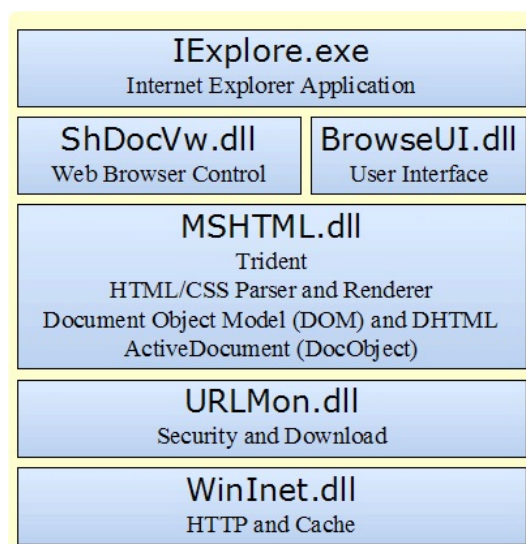 IExplore.exe
Internet Explorer Application
ShDocVw.dll
Web Browser Control
BrowseUI.dll
User Interface
MSHTML.dll
Trident
HTML/CSS Parser and Renderer
Document Object Model (DOM) and DHTML
ActiveDocument (DocObject)
URLMon.dll
Security and Download
WinInet.dll
HTTP and Cache